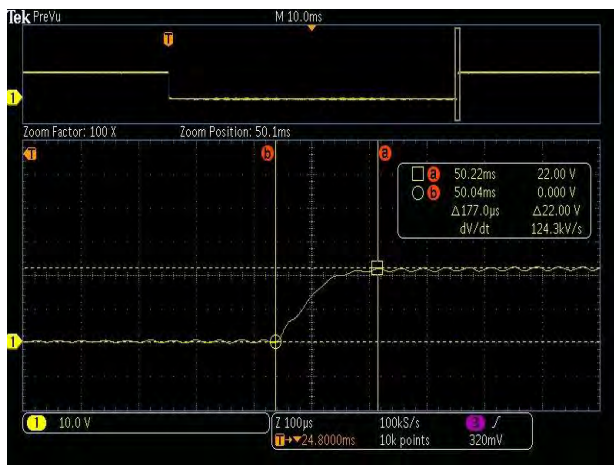 Tek PreVu M 10.0ms
T
1
Zoom Factor: 100 X Zoom Position: 50.1ms
T b a
a 50.22ms 22.00 V
b 50.04ms 0.000 V
Δ177.0µs Δ22.00 V
dV/dt 124.3kV/s
1
1 10.0 V
Z 100µs 100kS/s 3
T→▼24.8000ms 10k points 320mV